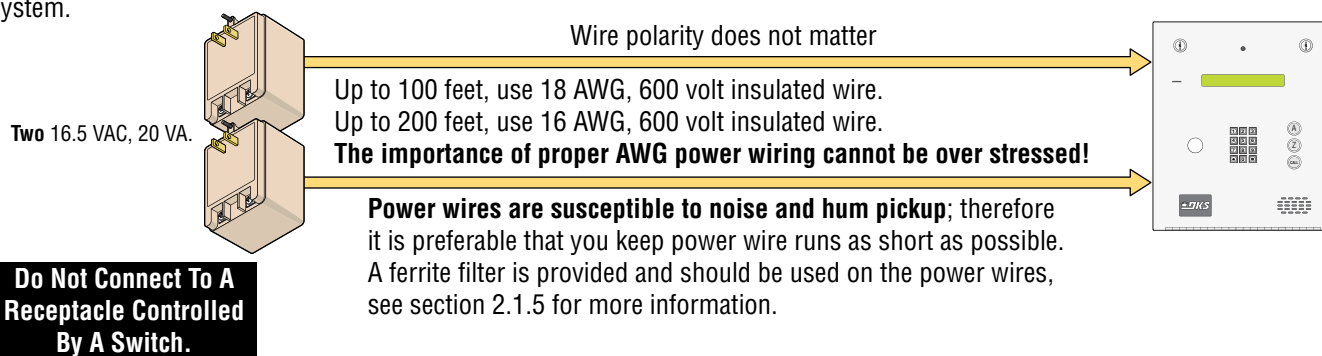 ystem.
Wire polarity does not matter
Up to 100 feet, use 18 AWG, 600 volt insulated wire.
Up to 200 feet, use 16 AWG, 600 volt insulated wire.
Two 16.5 VAC, 20 VA.
The importance of proper AWG power wiring cannot be over stressed!
Power wires are susceptible to noise and hum pickup; therefore
it is preferable that you keep power wire runs as short as possible.
A ferrite filter is provided and should be used on the power wires,
see section 2.1.5 for more information.
Do Not Connect To A
Receptacle Controlled
By A Switch.
A
Z
CALL
DKS